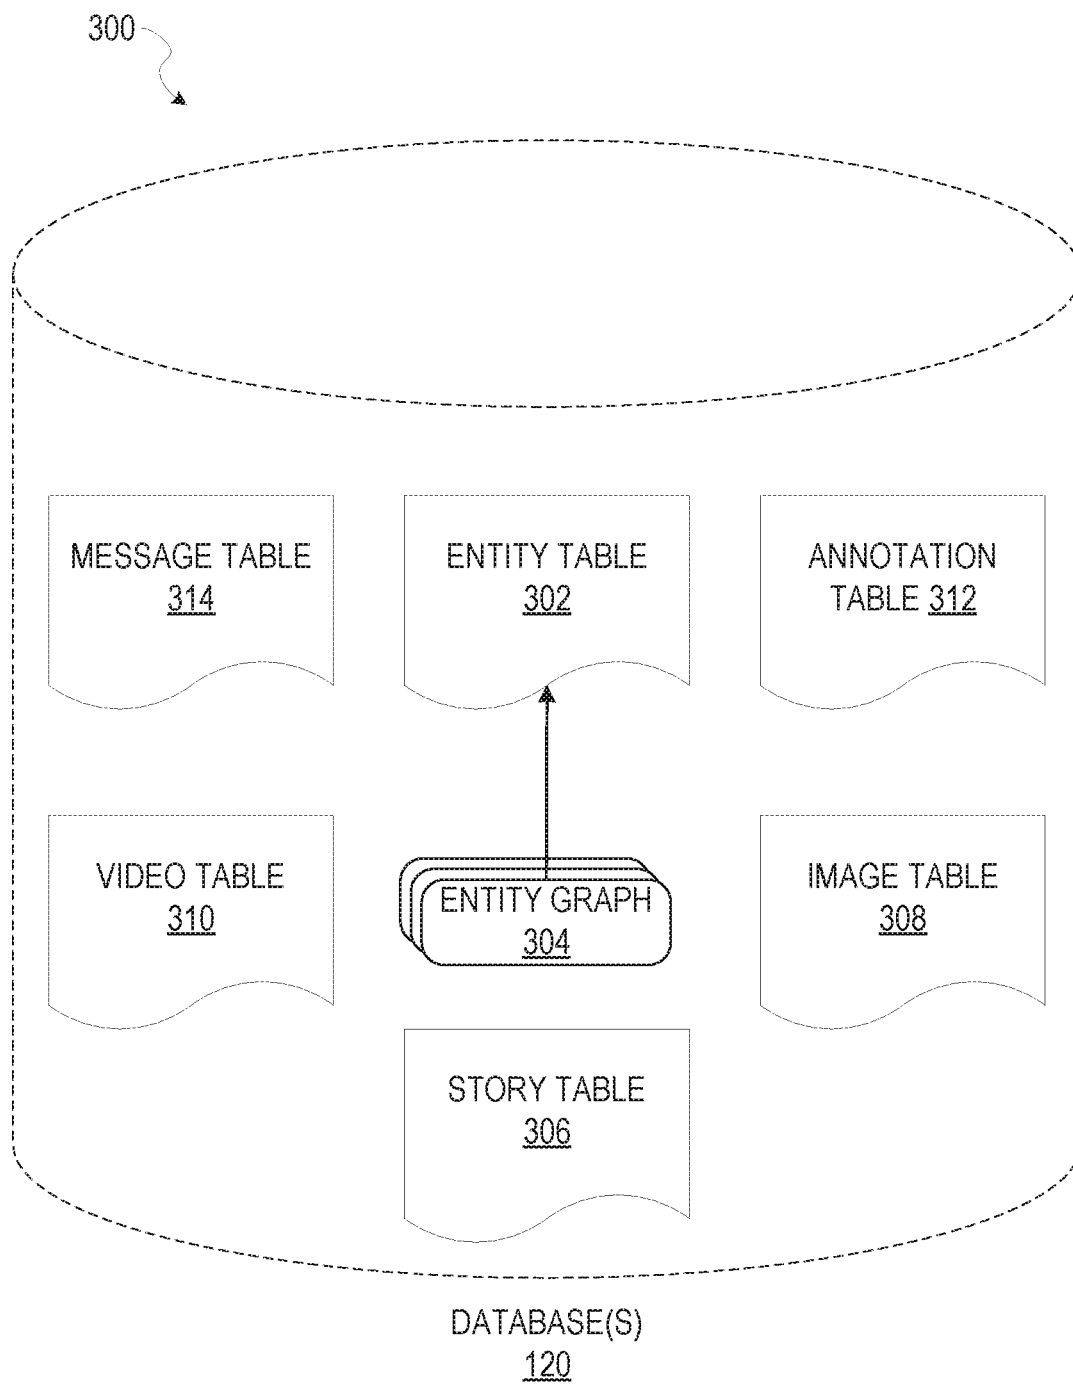 300
MESSAGE TABLE
314
ENTITY TABLE
302
ANNOTATION
TABLE 312
VIDEO TABLE
310
ENTITY GRAPH
304
IMAGE TABLE
308
STORY TABLE
306
DATABASE(S)
120